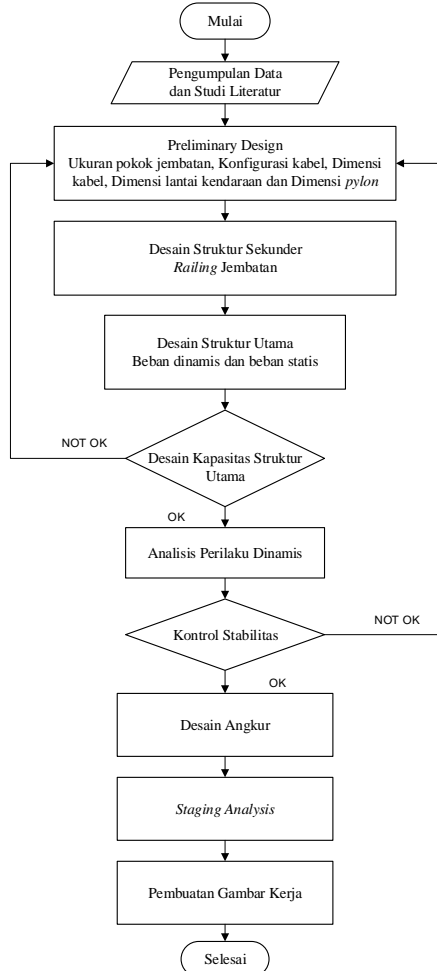 Mulai
Pengumpulan Data
dan Studi Literatur
Preliminary Design
Ukuran pokok jembatan, Konfigurasi kabel, Dimensi
kabel, Dimensi lantai kendaraan dan Dimensi pylon
Desain Struktur Sekunder
Railing Jembatan
Desain Struktur Utama
Beban dinamis dan beban statis
NOT OK
Desain Kapasitas Struktur
Utama
OK
Analisis Perilaku Dinamis
Kontrol Stabilitas
NOT OK
OK
Desain Angkur
Staging Analysis
Pembuatan Gambar Kerja
Selesai